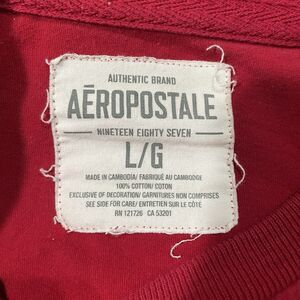 AUTHENTIC BRAND
AÉROPOSTALE
NINETEEN EIGHTY SEVEN
L/G
MADE IN CAMBODIA/ FABRIQUÉ AU CAMBODGE
100% COTTON/ COTON
EXCLUSIVE OF DECORATION/ GARNITURES NON COMPRISES
SEE SIDE FOR CARE/ ENTRETIEN SUR LE CÔTÉ
RN 121726 CA 53201